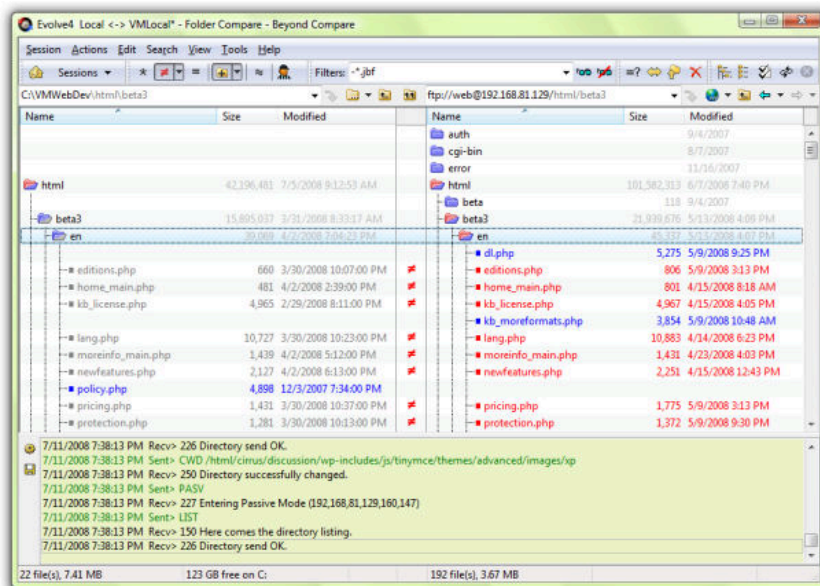 Evolve4 Local <-> VMLocal* - Folder Compare - Beyond Compare
Session Actions Edit Search View Tools Help
Sessions * ≠ = + ≈ Filters: -*.jbf =?
C:\VMWebDev\html\beta3 ftp://web@192.168.81.129/html/beta3
Name Size Modified Name Size Modified
auth 9/4/2007
cgi-bin 8/7/2007
error 11/16/2007
html 42,196,481 7/5/2008 9:12:53 AM html 101,582,313 6/7/2008 7:40 PM
beta 118 9/4/2007
beta3 15,895,037 3/31/2008 8:33:17 AM beta3 21,939,676 5/13/2008 4:09 PM
en 39,069 4/2/2008 7:04:23 PM en 45,337 5/13/2008 4:07 PM
dl.php 5,275 5/9/2008 9:25 PM
editions.php 660 3/30/2008 10:07:00 PM ≠ editions.php 806 5/9/2008 3:13 PM
home_main.php 481 4/2/2008 2:39:00 PM ≠ home_main.php 801 4/15/2008 8:18 AM
kb_license.php 4,965 2/29/2008 8:11:00 PM ≠ kb_license.php 4,967 4/15/2008 4:05 PM
kb_moreformats.php 3,854 5/9/2008 10:48 AM
lang.php 10,727 3/30/2008 10:23:00 PM ≠ lang.php 10,883 4/14/2008 6:23 PM
moreinfo_main.php 1,439 4/2/2008 5:12:00 PM ≠ moreinfo_main.php 1,431 4/23/2008 4:03 PM
newfeatures.php 2,127 4/2/2008 6:13:00 PM ≠ newfeatures.php 2,251 4/15/2008 12:43 PM
policy.php 4,898 12/3/2007 7:34:00 PM
pricing.php 1,431 3/30/2008 10:37:00 PM ≠ pricing.php 1,775 5/9/2008 3:13 PM
protection.php 1,281 3/30/2008 10:13:00 PM ≠ protection.php 1,372 5/9/2008 9:30 PM
7/11/2008 7:38:13 PM Recv> 226 Directory send OK.
7/11/2008 7:38:13 PM Sent> CWD /html/cirrus/discussion/wp-includes/js/tinymce/themes/advanced/images/xp
7/11/2008 7:38:13 PM Recv> 250 Directory successfully changed.
7/11/2008 7:38:13 PM Sent> PASV
7/11/2008 7:38:13 PM Recv> 227 Entering Passive Mode (192,168,81,129,160,147)
7/11/2008 7:38:13 PM Sent> LIST
7/11/2008 7:38:13 PM Recv> 150 Here comes the directory listing.
7/11/2008 7:38:13 PM Recv> 226 Directory send OK.
22 file(s), 7.41 MB 123 GB free on C: 192 file(s), 3.67 MB